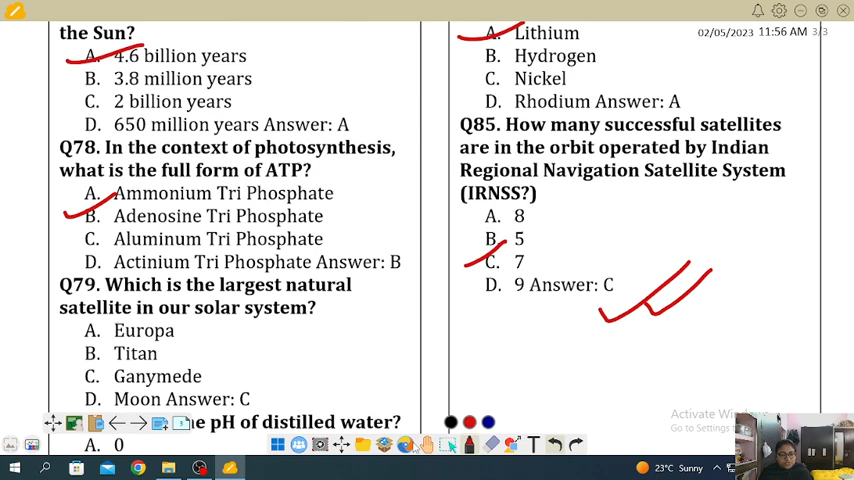 the Sun?
A. 4.6 billion years
B. 3.8 million years
C. 2 billion years
D. 650 million years Answer: A
Q78. In the context of photosynthesis,
what is the full form of ATP?
A. Ammonium Tri Phosphate
B. Adenosine Tri Phosphate
C. Aluminum Tri Phosphate
D. Actinium Tri Phosphate Answer: B
Q79. Which is the largest natural
satellite in our solar system?
A. Europa
B. Titan
C. Ganymede
D. Moon Answer: C
pH of distilled water?
A. 0
A. Lithium
B. Hydrogen
C. Nickel
D. Rhodium Answer: A
Q85. How many successful satellites
are in the orbit operated by Indian
Regional Navigation Satellite System
(IRNSS?)
A. 8
B. 5
C. 7
D. 9 Answer: C
02/05/2023 11:56 AM 3/3
Activate Windows
Go to Settings
T
23°C Sunny